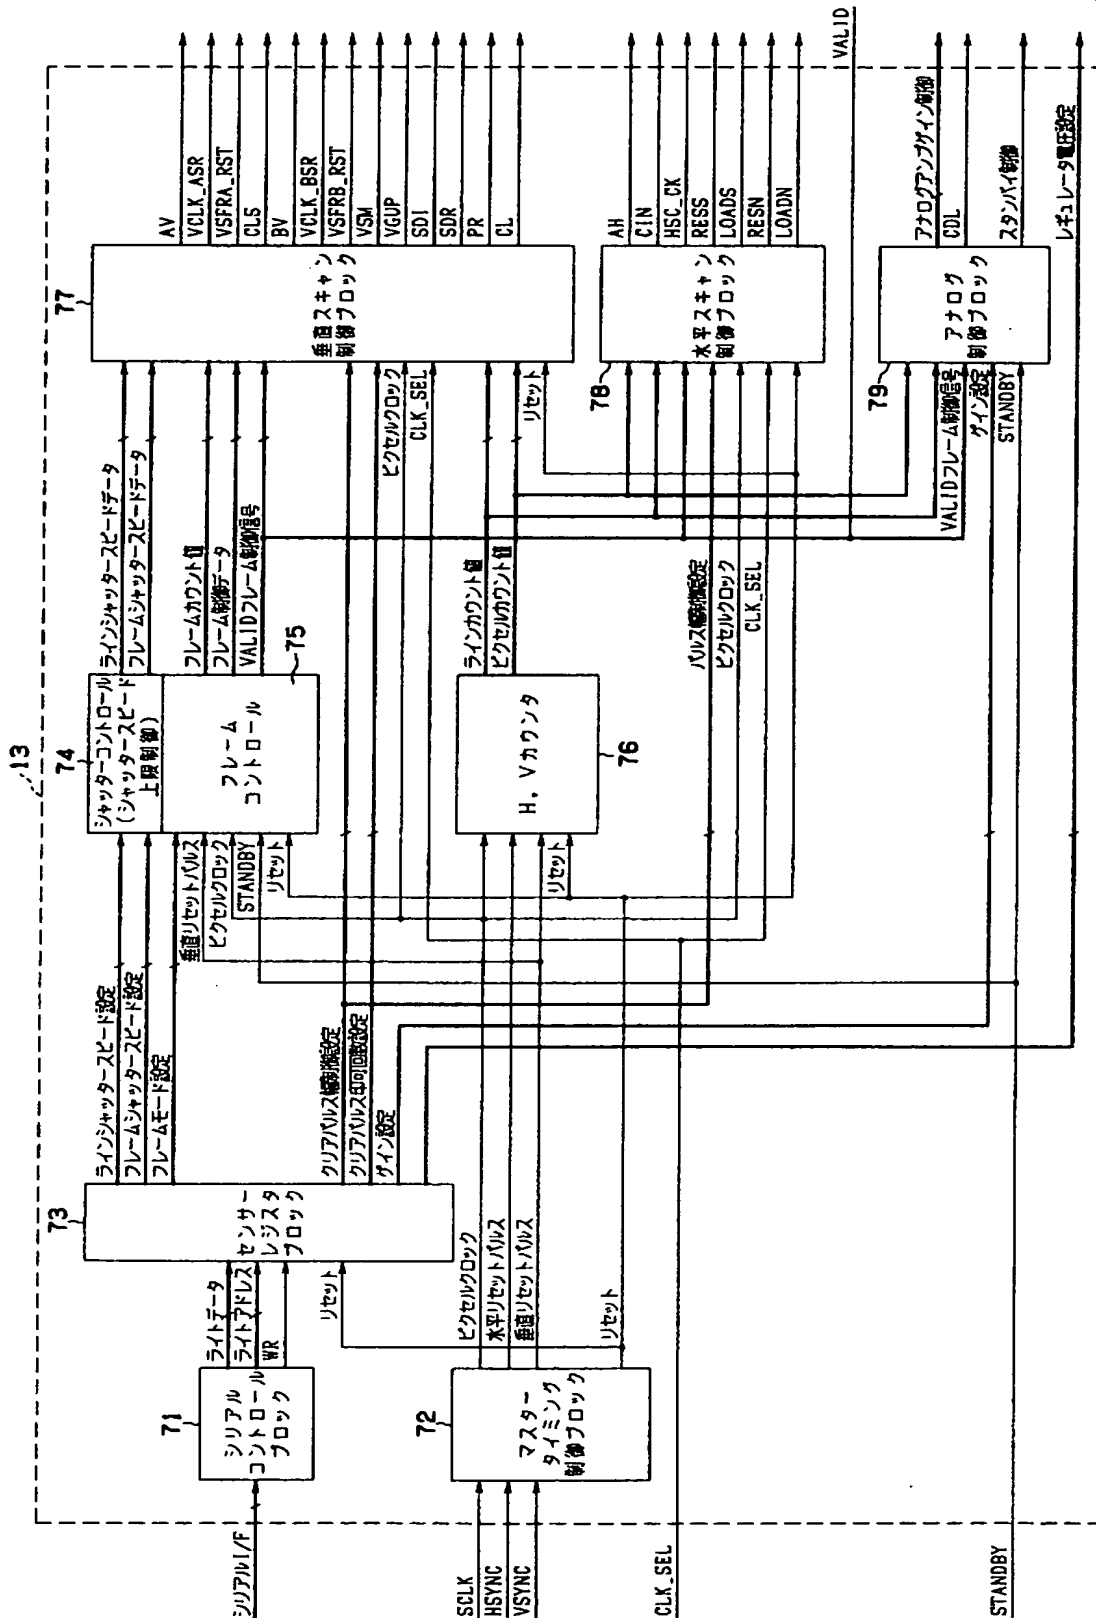 13
シリアルI/F
SCLK
HSYNC
VSYNC
CLK_SEL
STANDBY
71
シリアル
コントロール
ブロック
ライトデータ
ライトアドレス
WR
72
マスター
タイミング
制御ブロック
リセット
ピクセルクロック
水平リセットパルス
垂直リセットパルス
リセット
73
センサー
レジスタ
ブロック
ラインシャッタースピード設定
フレームシャッタースピード設定
フレームモード設定
クリアパルス幅制御設定
クリアパルス印可回数設定
ゲイン設定
垂直リセットパルス
ピクセルクロック
STANDBY
リセット
74
シャッターコントロール
(シャッタースピード
上限制御)
フレーム
コントロール
75
リセット
H, Vカウンタ
76
ラインシャッタースピードデータ
フレームシャッタースピードデータ
フレームカウント値
フレーム制御データ
VALIDフレーム制御信号
ラインカウント値
ピクセルカウント値
パルス幅制御設定
ピクセルクロック
CLK_SEL
ピクセルクロック
CLK_SEL
リセット
77
垂直スキャン
制御ブロック
78
水平スキャン
制御ブロック
VALIDフレーム制御信号
ゲイン設定
STANDBY
79
アナログ
制御ブロック
AV
VCLK_ASR
VSFRA_RST
CLS
BV
VCLK_BSR
VSFRB_RST
VSM
VGUP
SDI
SDR
PR
CL
AH
CIN
HSC_CK
RESS
LOADS
RESN
LOADN
VALID
アナログアンプゲイン制御
CDL
スタンバイ制御
レギュレータ電圧設定